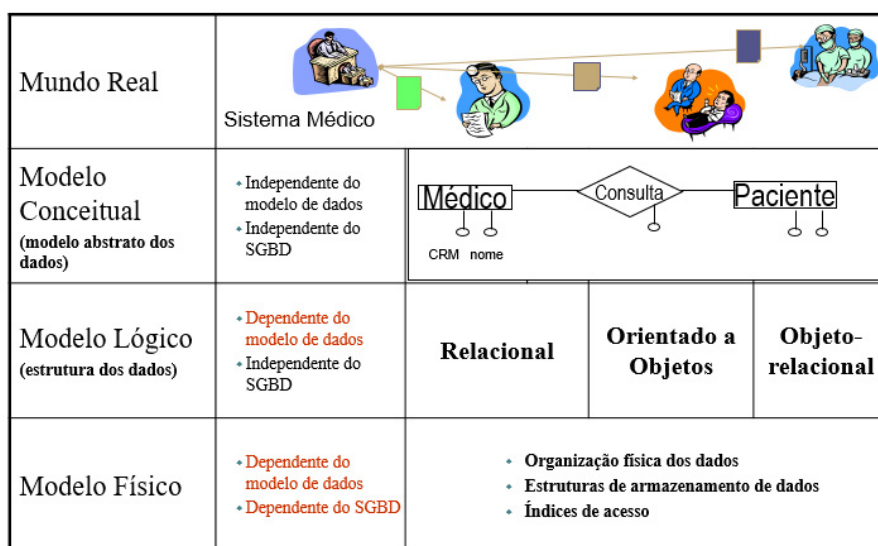 Mundo Real
Sistema Médico
Modelo
Conceitual
(modelo abstrato dos
dados)
Independente do
modelo de dados
Independente do
SGBD
Médico
Consulta
Paciente
CRM nome
Modelo Lógico
(estrutura dos dados)
Dependente do
modelo de dados
Independente do
SGBD
Relacional
Orientado a
Objetos
Objeto-
relacional
Modelo Físico
Dependente do
modelo de dados
Dependente do SGBD
Organização física dos dados
Estruturas de armazenamento de dados
Índices de acesso